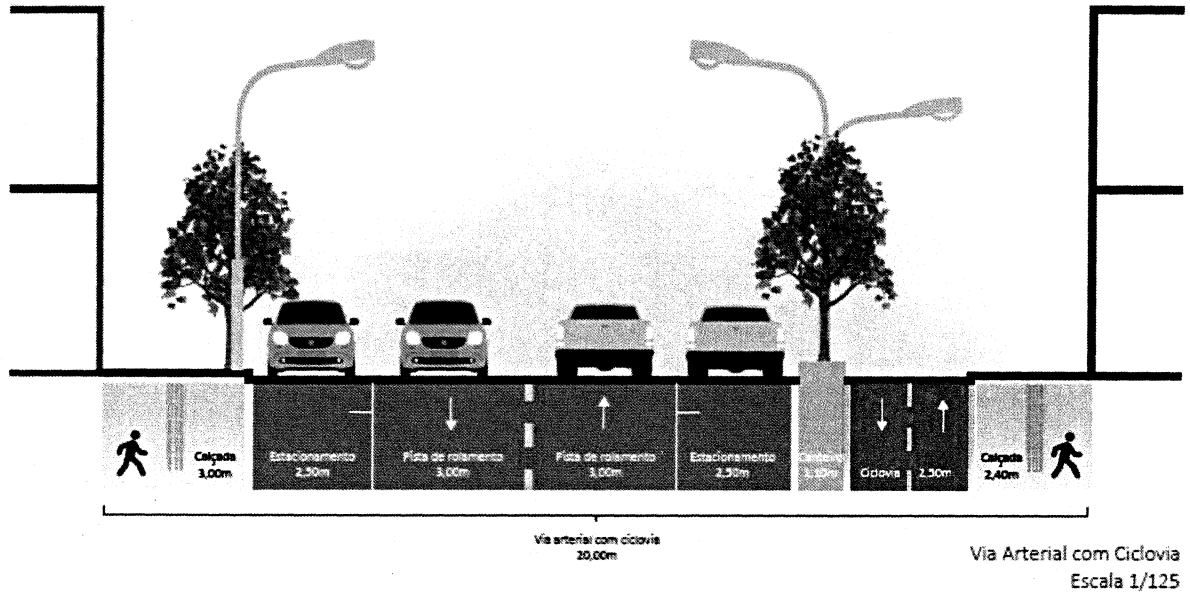 Calçada
3,00m
Estacionamento
2,50m
Pista de rolamento
3,00m
Pista de rolamento
3,00m
Estacionamento
2,50m
Ciclovia
2,50m
Calçada
2,40m
Via arterial com ciclovia
20,00m
Via Arterial com Ciclovia
Escala 1/125